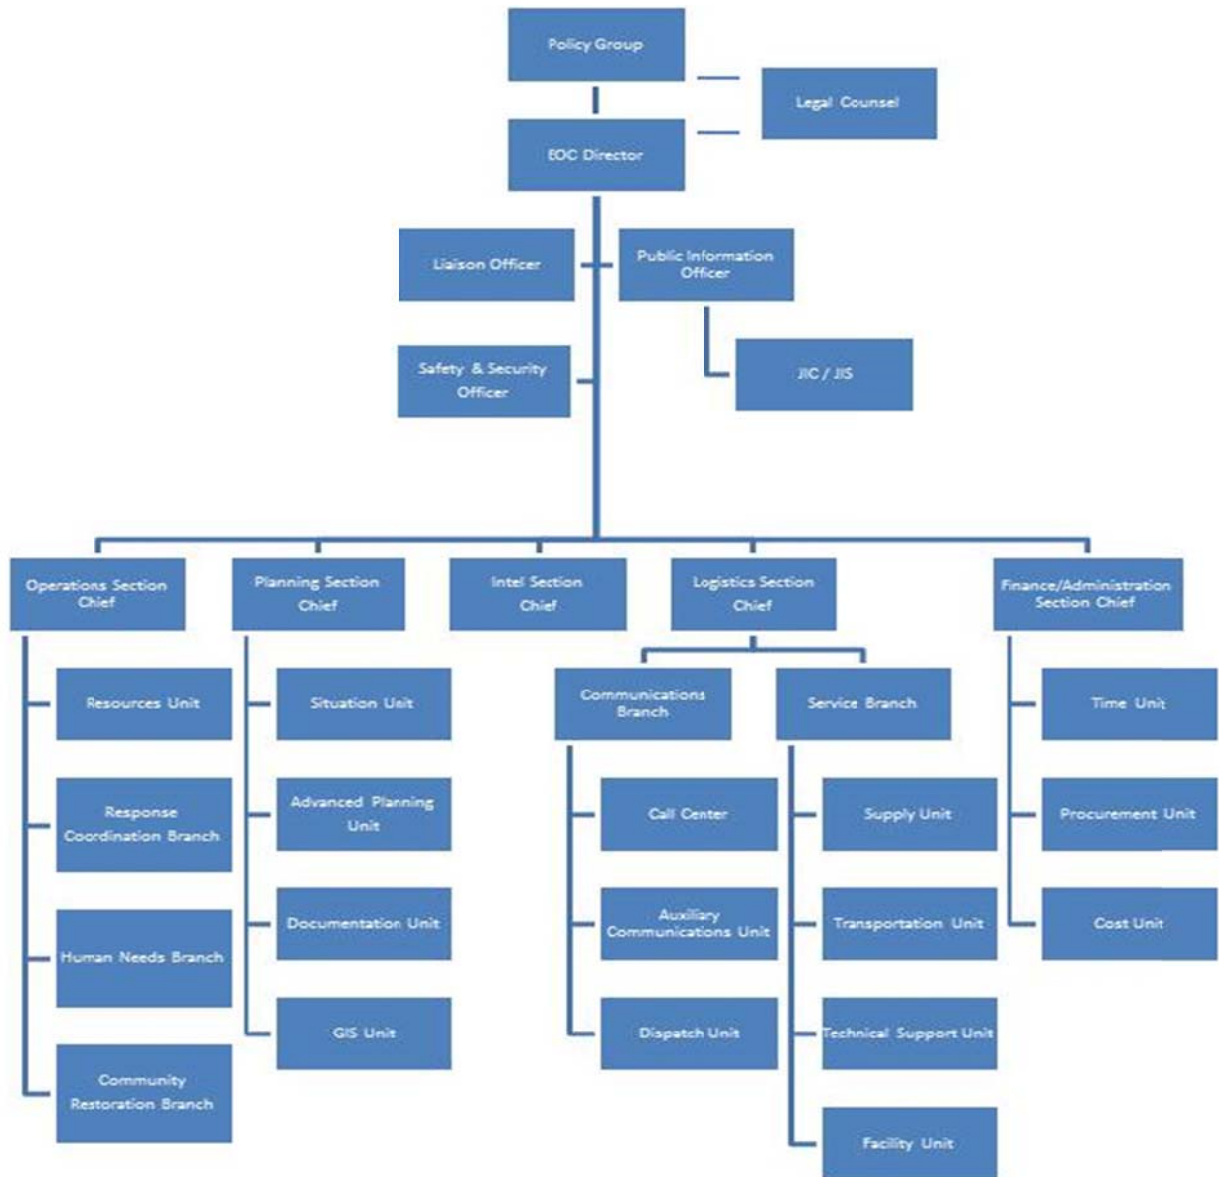 Policy Group
Legal Counsel
EOC Director
Liaison Officer
Public Information
Officer
Safety & Security
Officer
JIC / JIS
Operations Section
Chief
Planning Section
Chief
Intel Section
Chief
Logistics Section
Chief
Finance/Administration
Section Chief
Resources Unit
Response
Coordination Branch
Human Needs Branch
Community
Restoration Branch
Situation Unit
Advanced Planning
Unit
Documentation Unit
GIS Unit
Communications
Branch
Call Center
Auxiliary
Communications Unit
Dispatch Unit
Service Branch
Supply Unit
Transportation Unit
Technical Support Unit
Facility Unit
Time Unit
Procurement Unit
Cost Unit